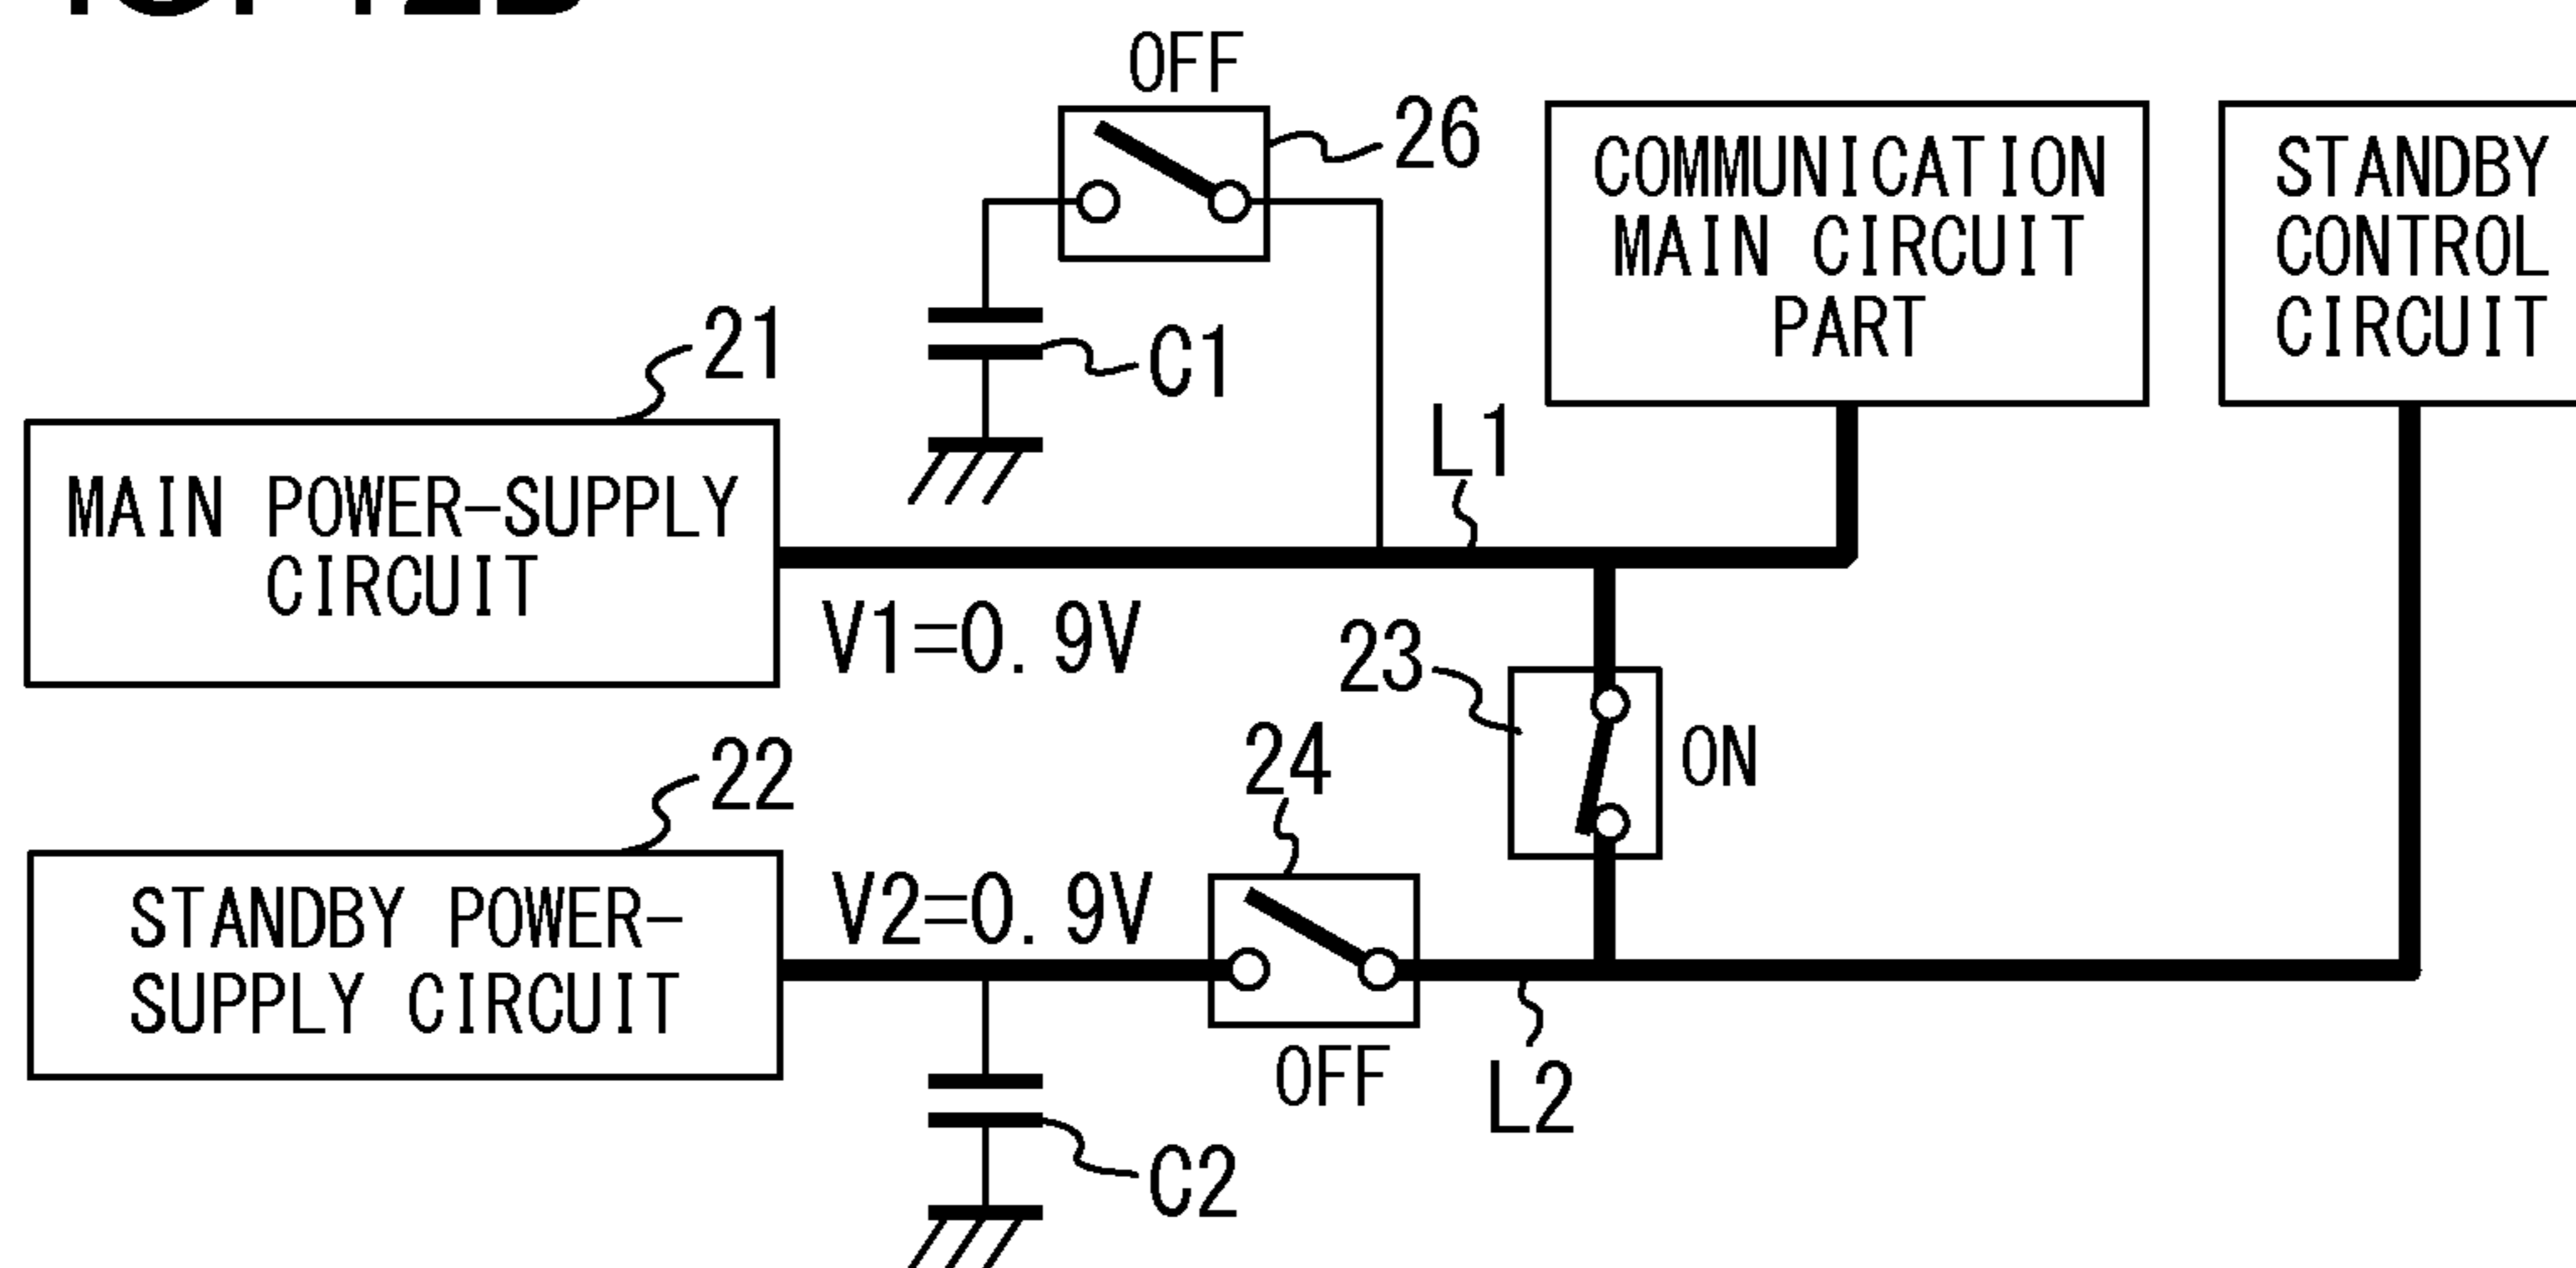 OFF
26
COMMUNICATION
MAIN CIRCUIT
PART
STANDBY
CONTROL
CIRCUIT
C1
21
L1
MAIN POWER-SUPPLY
CIRCUIT
V1=0.9V
23
ON
22
24
V2=0.9V
STANDBY POWER-
SUPPLY CIRCUIT
OFF
L2
C2